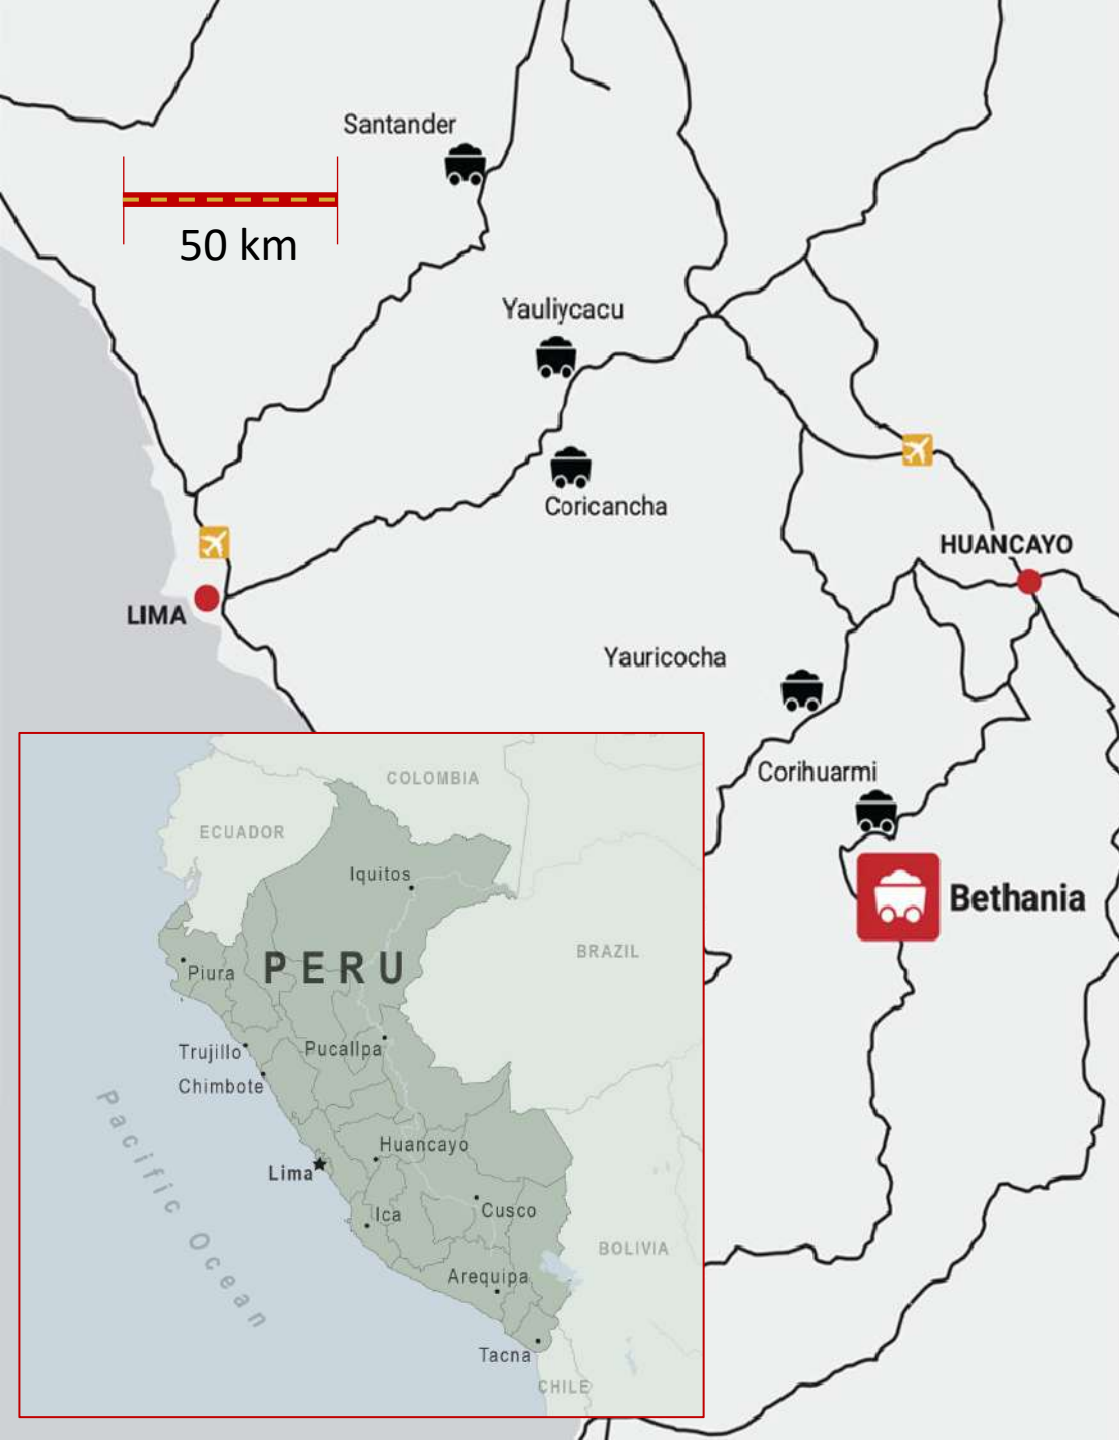 Santander
50 km
Yauliycacu
Coricancha
HUANCAYO
LIMA
Yauricocha
Corihuarmi
Bethania
COLOMBIA
ECUADOR
Iquitos
BRAZIL
PERU
Piura
Trujillo
Pucallpa
Chimbote
Huancayo
Lima
Pacific Ocean
Ica
Cusco
BOLIVIA
Arequipa
Tacna
CHILE